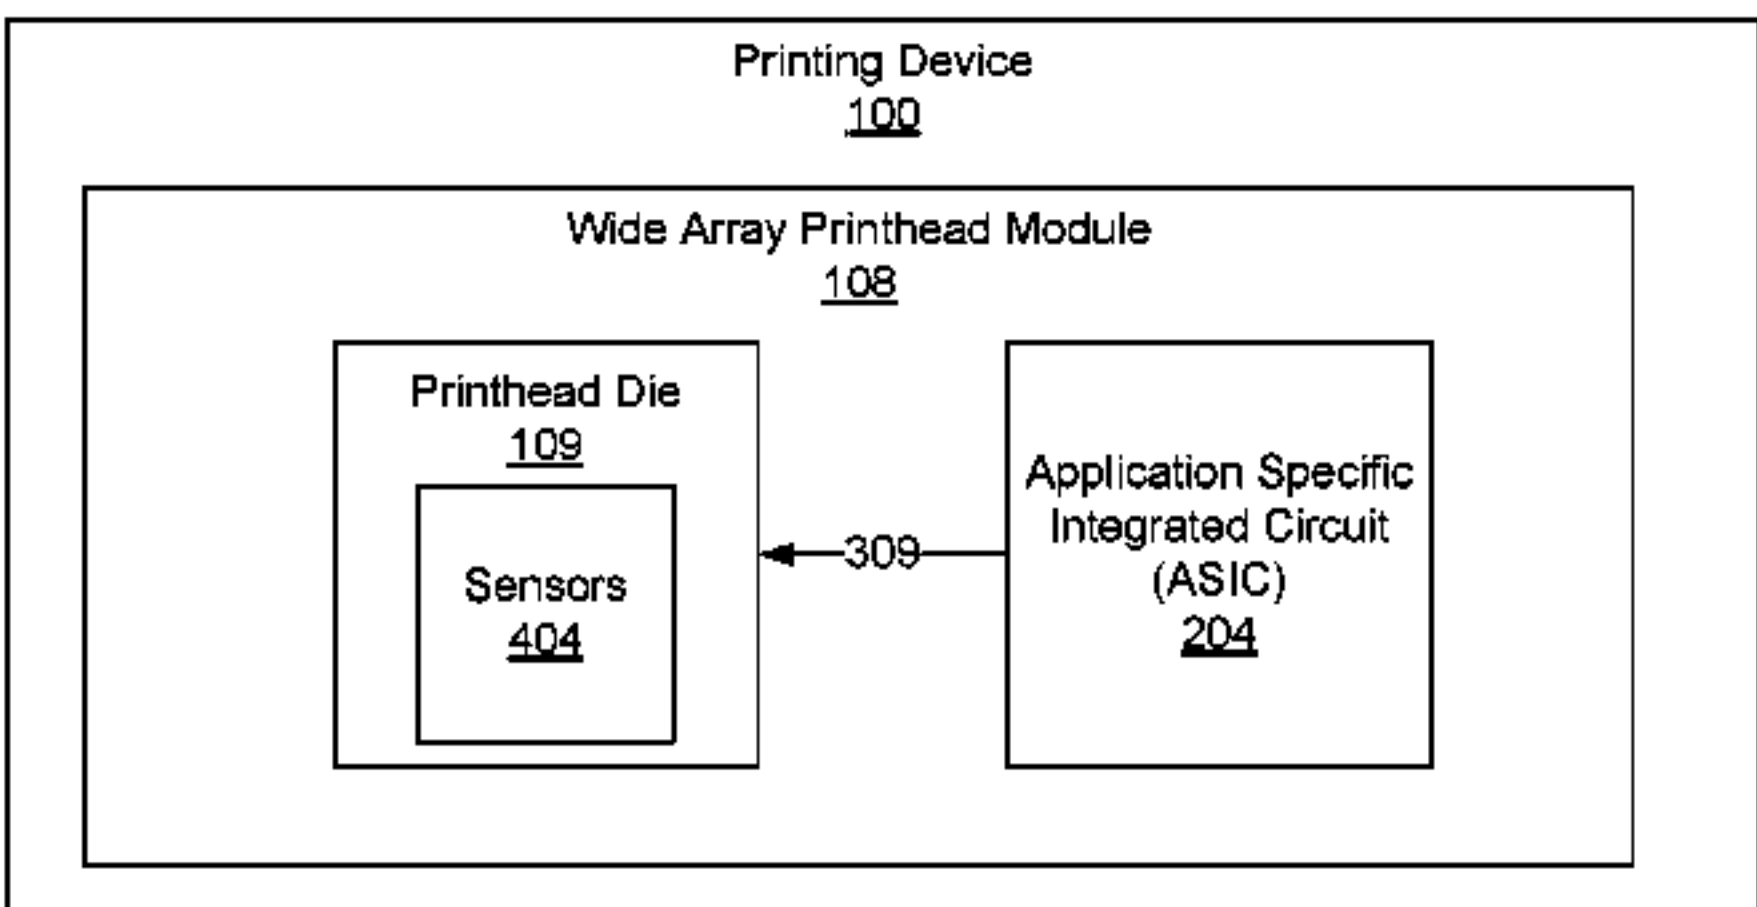 Printing Device
100
Wide Array Printhead Module
108
Printhead Die
109
Sensors
404
309
Application Specific
Integrated Circuit
(ASIC)
204